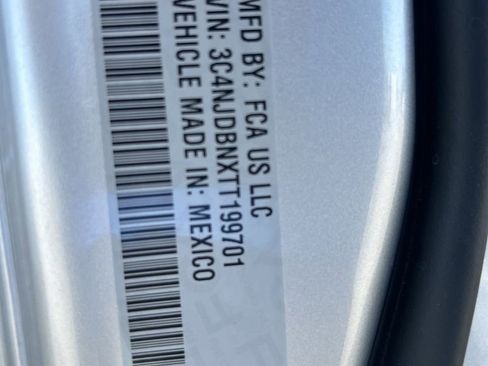 MFD BY: FCA US LLC
VIN: 3C4NJDBNXTT199701
VEHICLE MADE IN: MEXICO